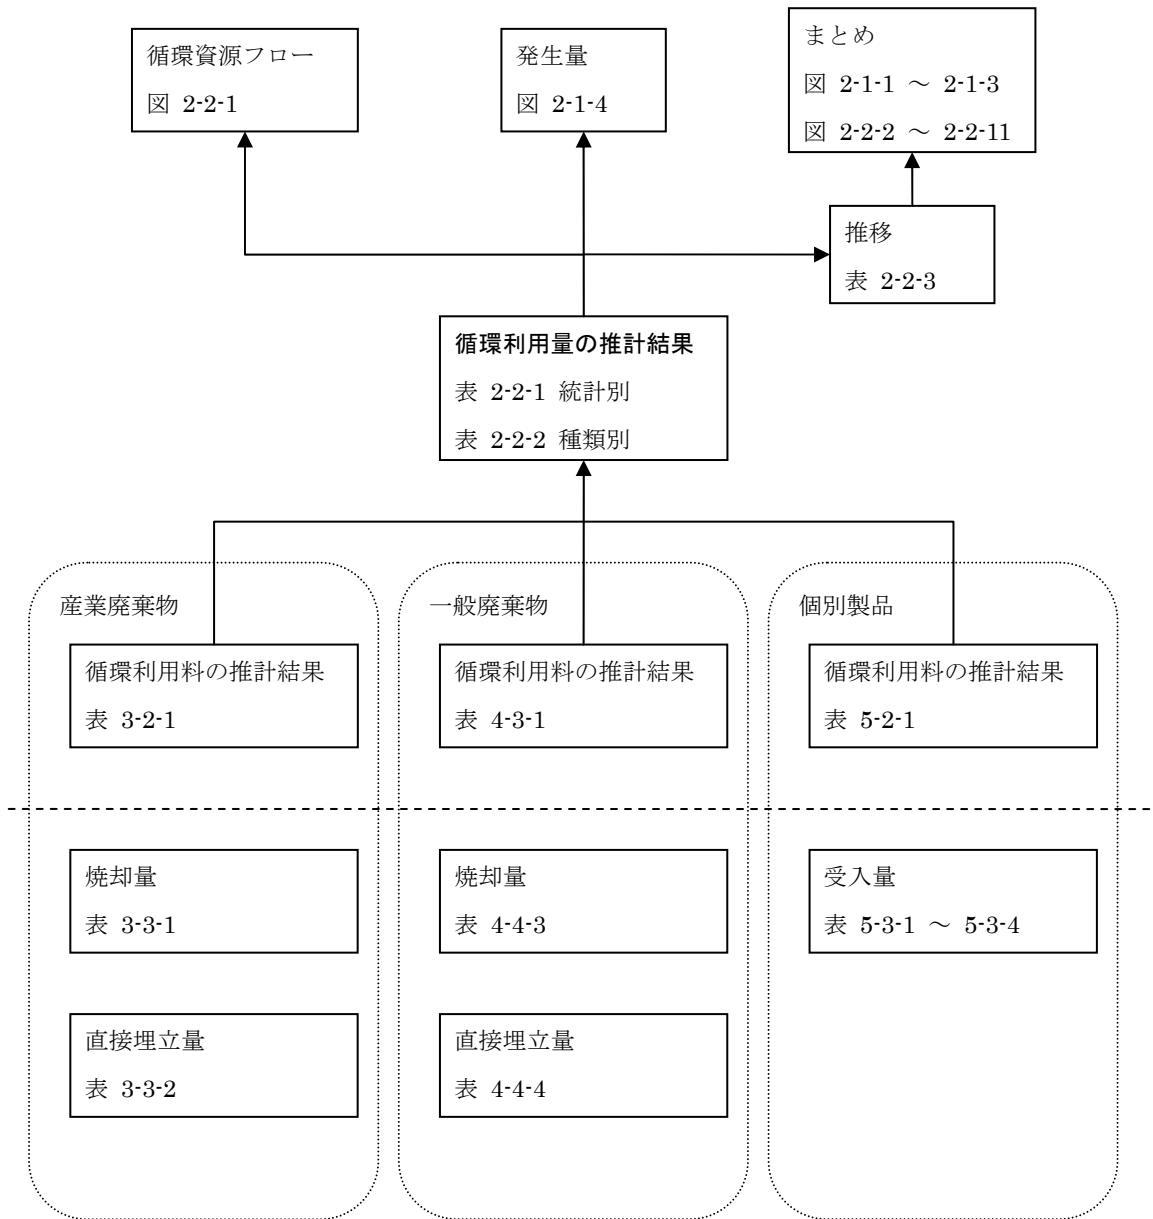 循環資源フロー
図 2-2-1
発生量
図 2-1-4
まとめ
図 2-1-1 ～ 2-1-3
図 2-2-2 ～ 2-2-11
推移
表 2-2-3
循環利用量の推計結果
表 2-2-1 統計別
表 2-2-2 種類別
産業廃棄物
循環利用料の推計結果
表 3-2-1
一般廃棄物
循環利用料の推計結果
表 4-3-1
個別製品
循環利用料の推計結果
表 5-2-1
焼却量
表 3-3-1
焼却量
表 4-4-3
受入量
表 5-3-1 ～ 5-3-4
直接埋立量
表 3-3-2
直接埋立量
表 4-4-4